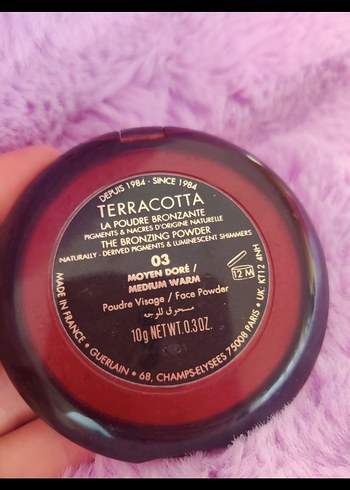 DEPUIS 1984 · SINCE 1984
TERRACOTTA
LA POUDRE BRONZANTE
PIGMENTS & NACRES D'ORIGINE NATURELLE
THE BRONZING POWDER
NATURALLY - DERIVED PIGMENTS & LUMINESCENT SHIMMERS
03
MOYEN DORÉ /
MEDIUM WARM
12 M
Poudre Visage / Face Powder
مسحوق للوجه
10g NET WT. 0.3 OZ.
MADE IN FRANCE • GUERLAIN • 68, CHAMPS-ELYSEES 75008 PARIS • UK: KT12 4NH